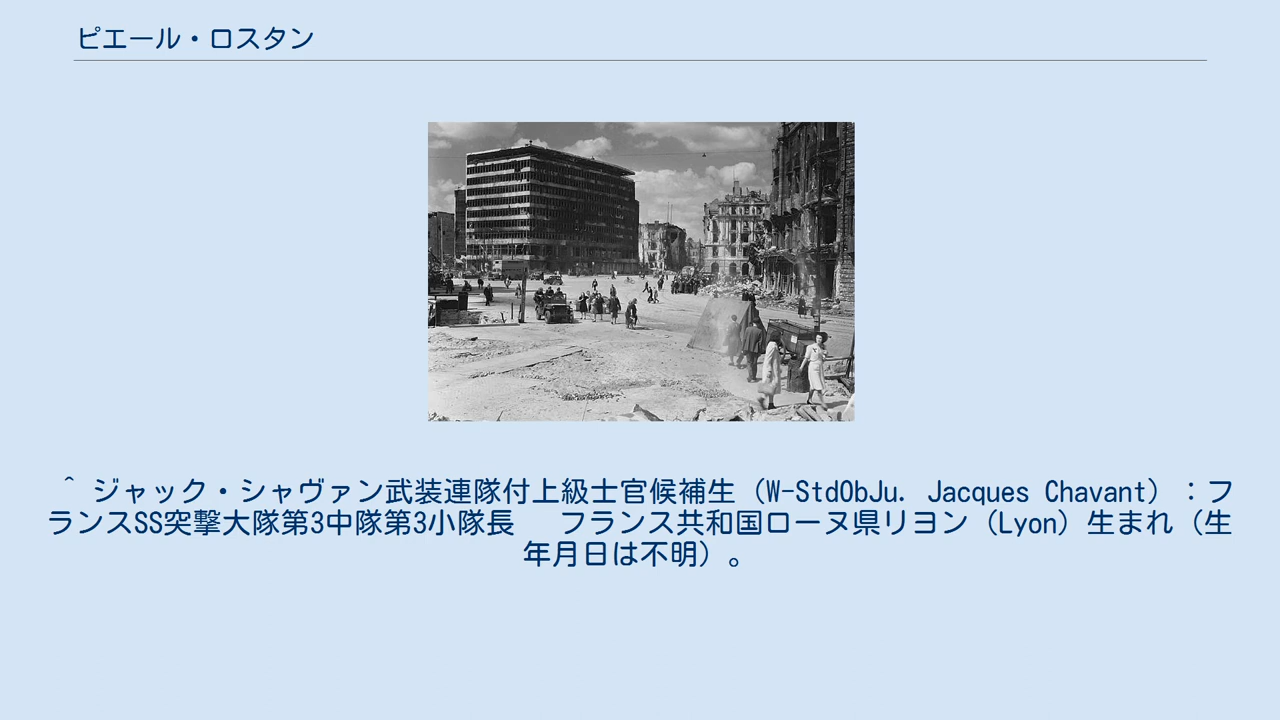 ピエール・ロスタン
^ ジャック・シャヴァン武装連隊付上級士官候補生（W-StdObJu. Jacques Chavant）：フ
ランスSS突撃大隊第3中隊第3小隊長　 フランス共和国ローヌ県リヨン（Lyon）生まれ（生
年月日は不明）。